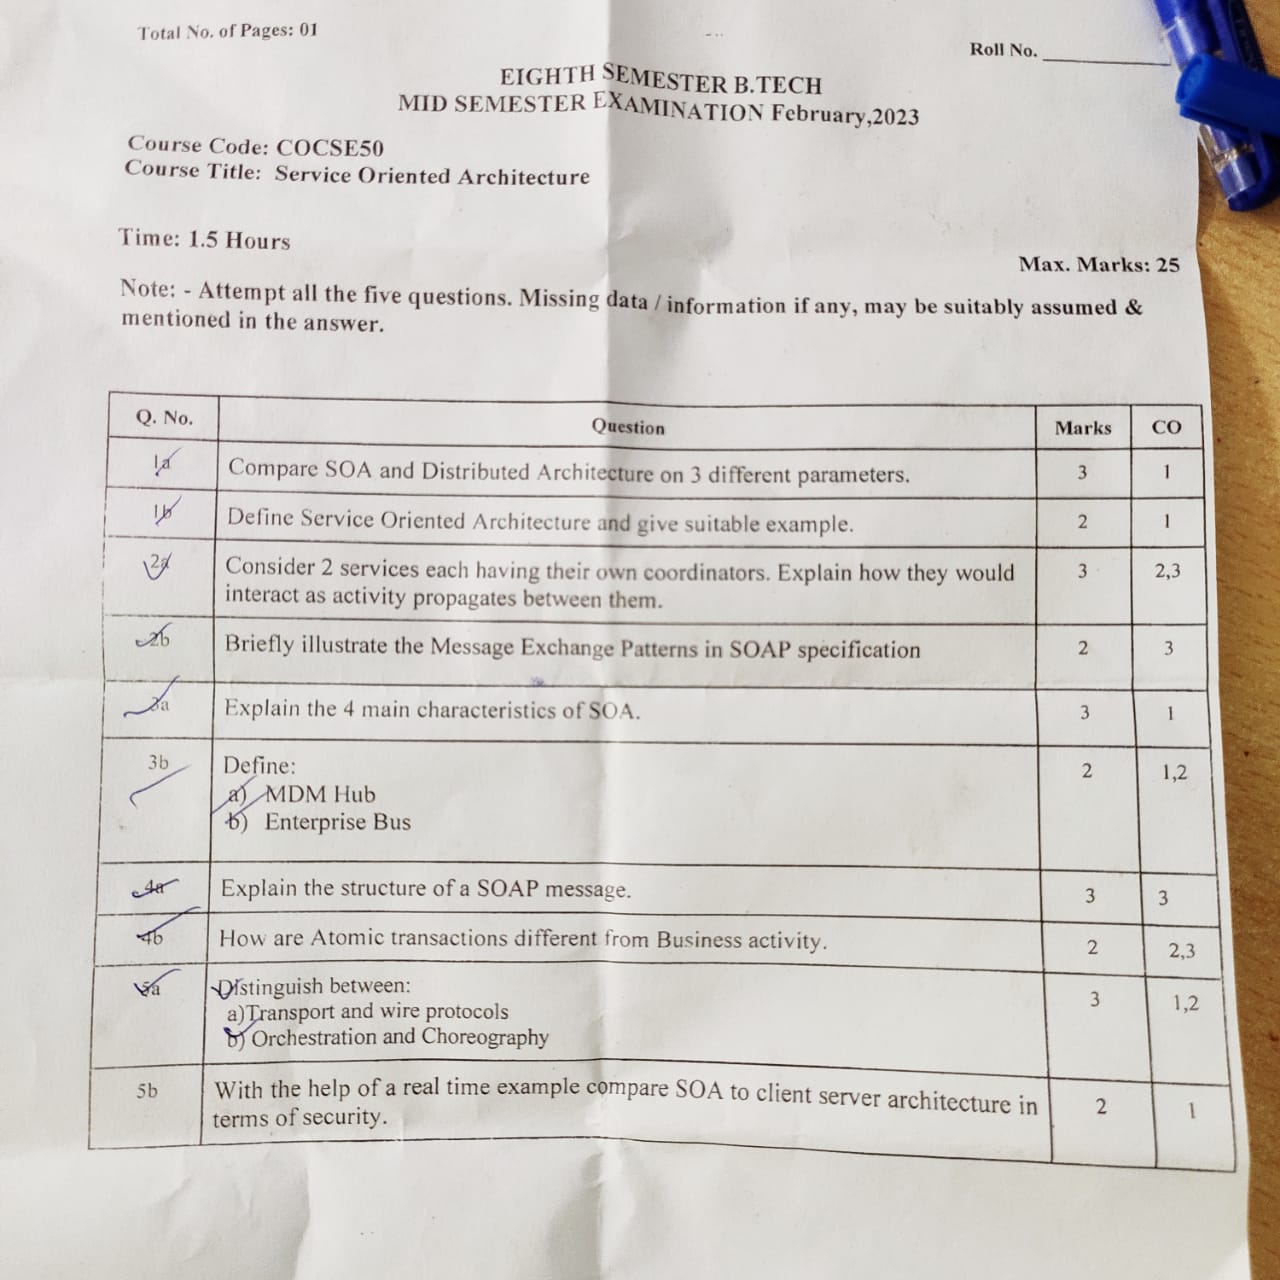 Total No. of Pages: 01
Roll No.
EIGHTH SEMESTER B.TECH
MID SEMESTER EXAMINATION February,2023
Course Code: COCSE50
Course Title: Service Oriented Architecture
Time: 1.5 Hours
Max. Marks: 25
Note: - Attempt all the five questions. Missing data / information if any, may be suitably assumed &
mentioned in the answer.
Q. No. Question Marks CO
1a Compare SOA and Distributed Architecture on 3 different parameters. 3 1
1b Define Service Oriented Architecture and give suitable example. 2 1
2a Consider 2 services each having their own coordinators. Explain how they would 3 2,3
interact as activity propagates between them.
2b Briefly illustrate the Message Exchange Patterns in SOAP specification 2 3
3a Explain the 4 main characteristics of SOA. 3 1
3b Define: 2 1,2
a) MDM Hub
b) Enterprise Bus
4a Explain the structure of a SOAP message. 3 3
4b How are Atomic transactions different from Business activity. 2 2,3
5a Distinguish between: 3 1,2
a)Transport and wire protocols
b) Orchestration and Choreography
5b With the help of a real time example compare SOA to client server architecture in 2 1
terms of security.